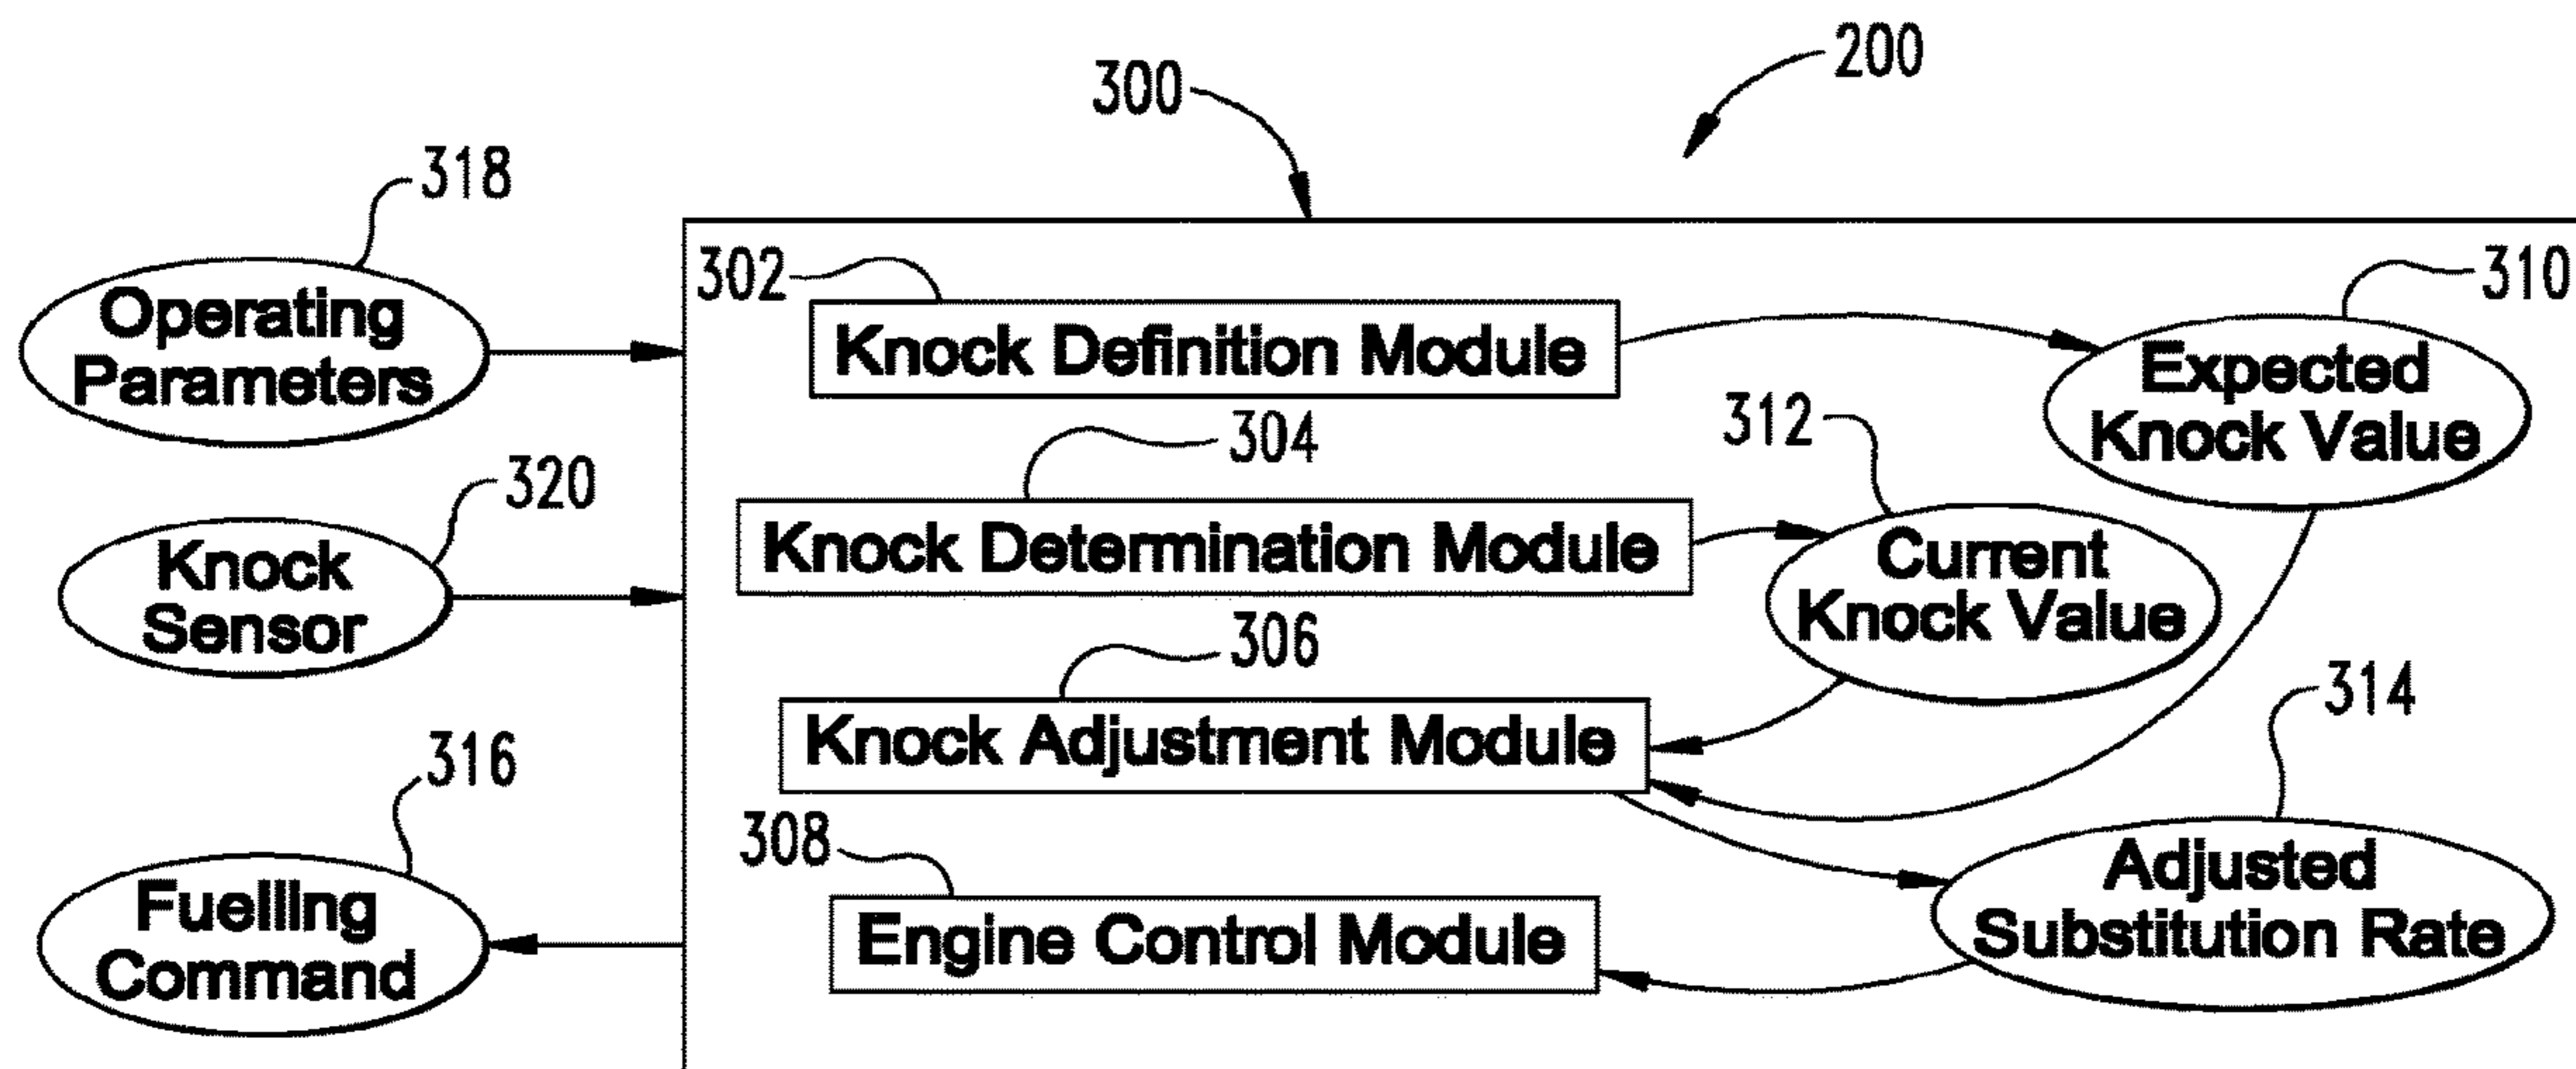 200
300
318
302
310
Operating
Parameters
Knock Definition Module
Expected
Knock Value
312
304
320
Knock
Sensor
Knock Determination Module
Current
Knock Value
306
314
Knock Adjustment Module
316
308
Fuelling
Command
Engine Control Module
Adjusted
Substitution Rate